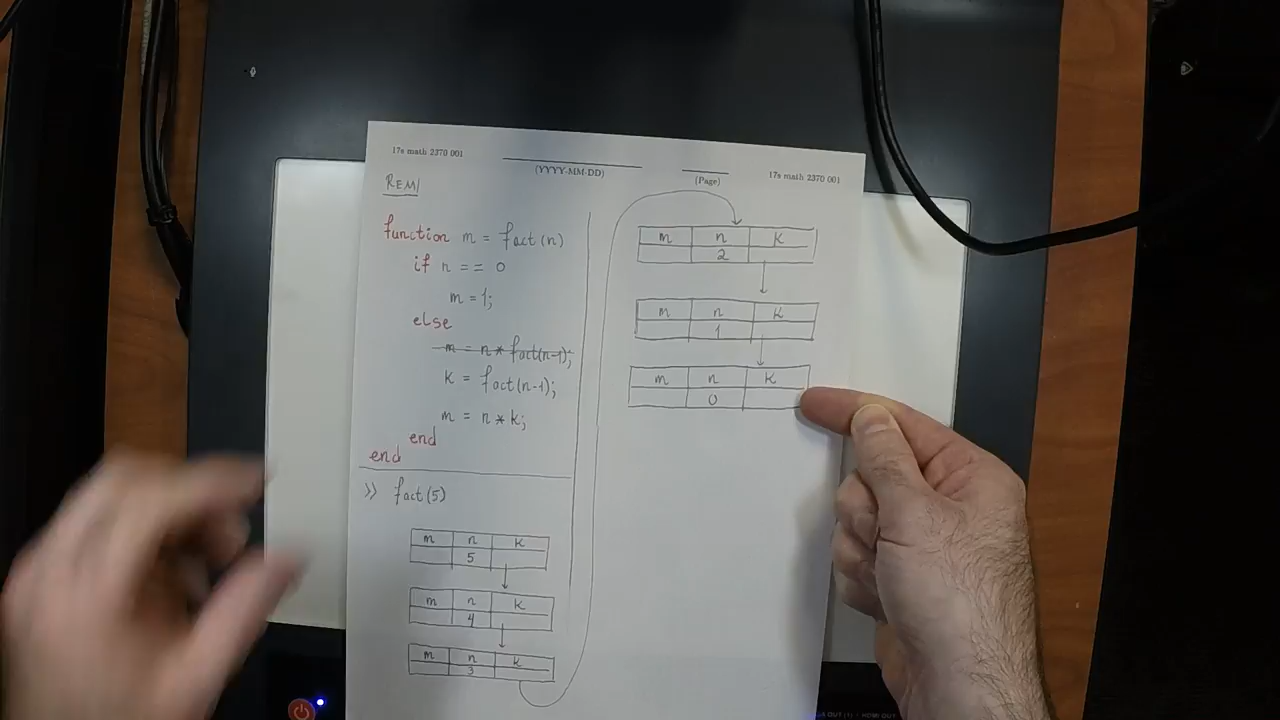 17s math 2370 001
(YYYY-MM-DD)
(Page)
17s math 2370 001
REM/
function m = fact(n)
if n == 0
m = 1;
else
m = n * fact(n-1);
k = fact(n-1);
m = n * k;
end
end
>> fact(5)
m n k
5
m n k
4
m n k
3
m n k
2
m n k
1
m n k
0